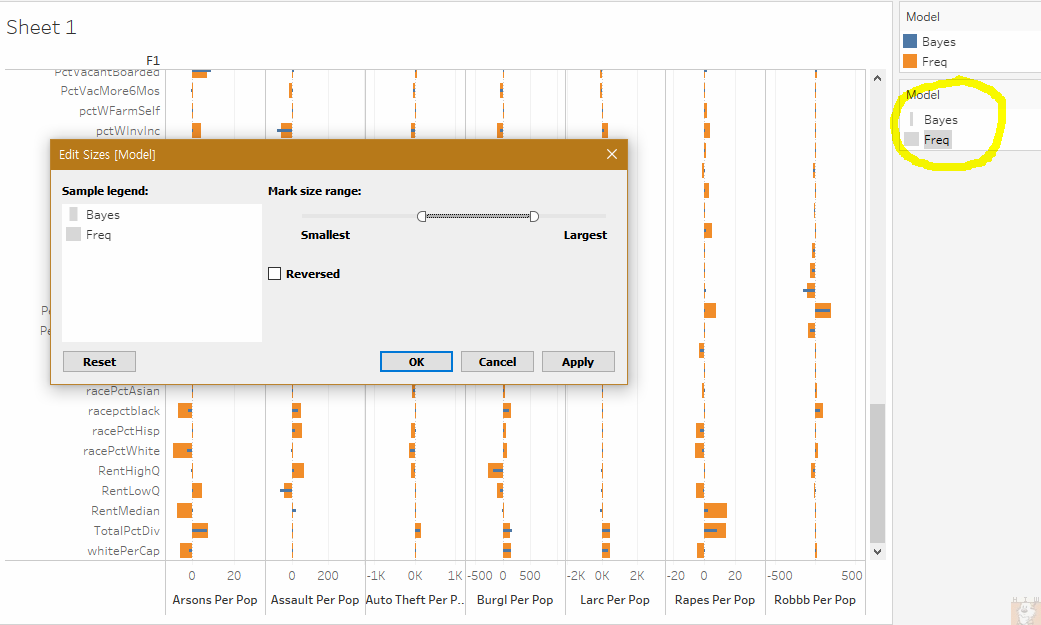 Sheet 1
F1
PctVacantBoarded
PctVacMore6Mos
pctWFarmSelf
pctWInvInc
Edit Sizes [Model]
Sample legend:
Bayes
Freq
Mark size range:
Smallest
Largest
Reversed
Reset
OK
Cancel
Apply
racePctAsian
racepctblack
racePctHisp
racePctWhite
RentHighQ
RentLowQ
RentMedian
TotalPctDiv
whitePerCap
0 20 0 200 -1K 0K 1K -500 0 500 -2K 0K 2K -20 0 20 -500 500
Arsons Per Pop Assault Per Pop Auto Theft Per P.. Burgl Per Pop Larc Per Pop Rapes Per Pop Robbb Per Pop
Model
Bayes
Freq
Model
Bayes
Freq